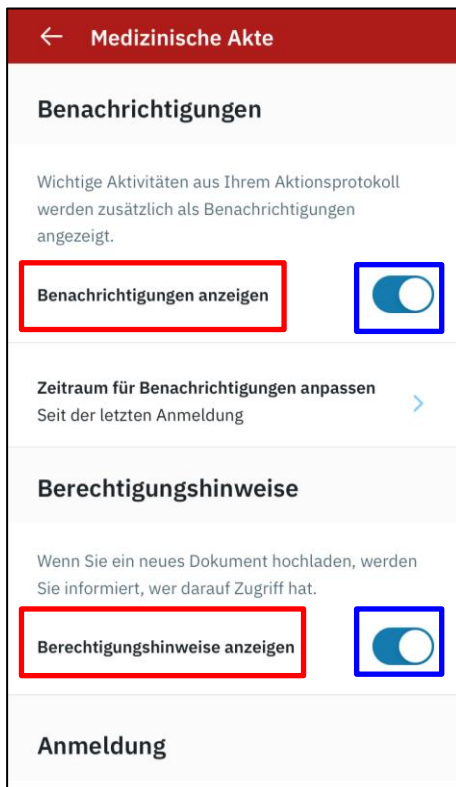 Medizinische Akte
Benachrichtigungen
Wichtige Aktivitäten aus Ihrem Aktionsprotokoll
werden zusätzlich als Benachrichtigungen
angezeigt.
Benachrichtigungen anzeigen
Zeitraum für Benachrichtigungen anpassen
Seit der letzten Anmeldung
Berechtigungshinweise
Wenn Sie ein neues Dokument hochladen, werden
Sie informiert, wer darauf Zugriff hat.
Berechtigungshinweise anzeigen
Anmeldung